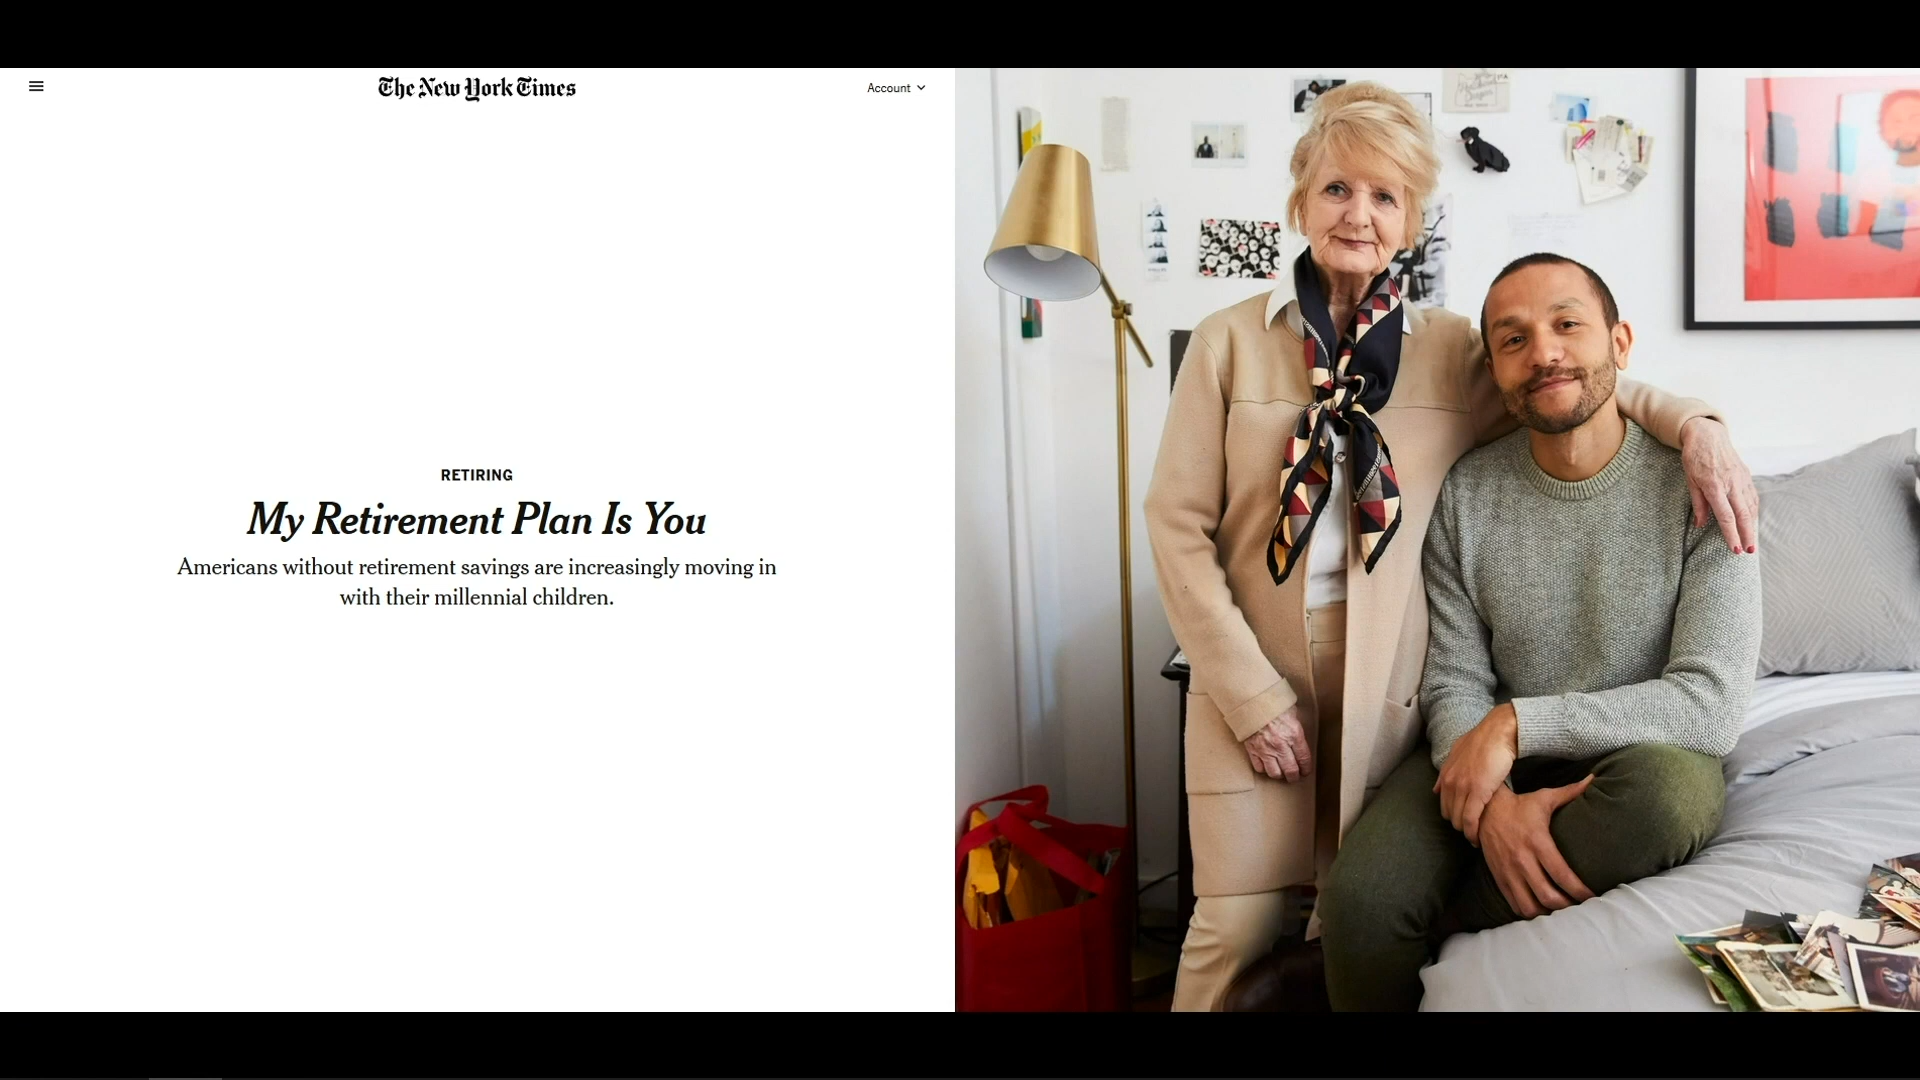 The New York Times
Account
RETIRING
My Retirement Plan Is You
Americans without retirement savings are increasingly moving in
with their millennial children.